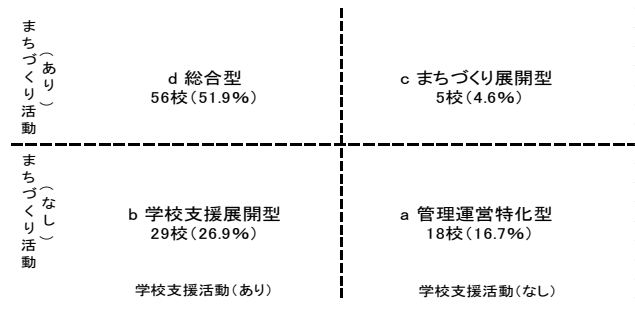 まちづくり活動
（あり）
d 総合型
56校（51.9%）
c まちづくり展開型
5校（4.6%）
まちづくり活動
（なし）
b 学校支援展開型
29校（26.9%）
a 管理運営特化型
18校（16.7%）
学校支援活動（あり）
学校支援活動（なし）